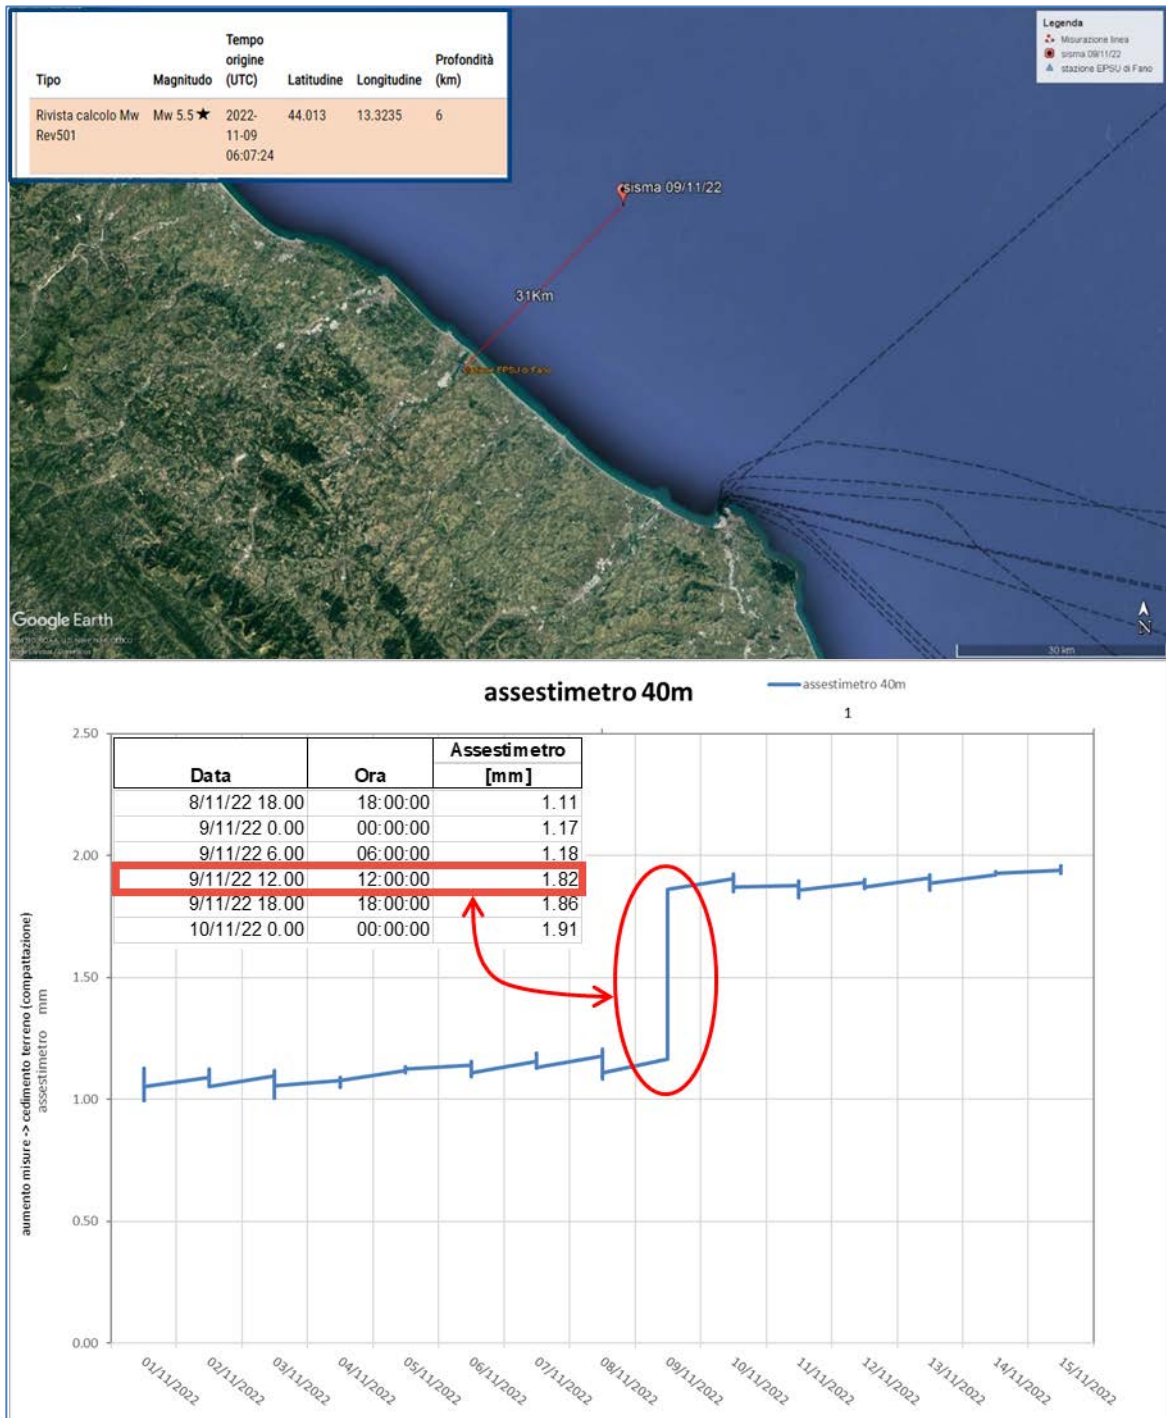 Tipo Magnitudo Tempo origine (UTC) Latitudine Longitudine Profondità (km)
Rivista calcolo Mw Rev501 Mw 5.5★ 2022-11-09 06:07:24 44.013 13.3235 6
Legenda
Misurazione linea
sisma 09/11/22
stazione EPSU di Fano
sisma 09/11/22
31Km
stazione EPSU di Fano
Google Earth
N
30 km
assestimetro 40m
assestimetro 40m
1
Data Ora Assestimetro [mm]
8/11/22 18.00 18:00:00 1.11
9/11/22 0.00 00:00:00 1.17
9/11/22 6.00 06:00:00 1.18
9/11/22 12.00 12:00:00 1.82
9/11/22 18.00 18:00:00 1.86
10/11/22 0.00 00:00:00 1.91
aumento misure -> cedimento terreno (compattazione)
assestimetro mm
2.50
2.00
1.50
1.00
0.50
0.00
01/11/2022
02/11/2022
03/11/2022
04/11/2022
05/11/2022
06/11/2022
07/11/2022
08/11/2022
09/11/2022
10/11/2022
11/11/2022
12/11/2022
13/11/2022
14/11/2022
15/11/2022